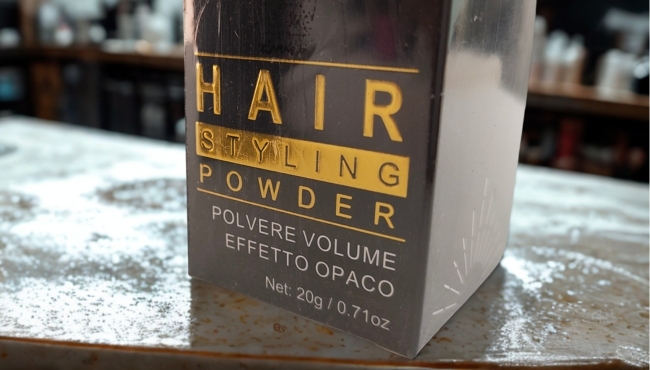 HAIR
STYLING
POWDER
POLVERE VOLUME
EFFETTO OPACO
Net: 20g / 0.71oz